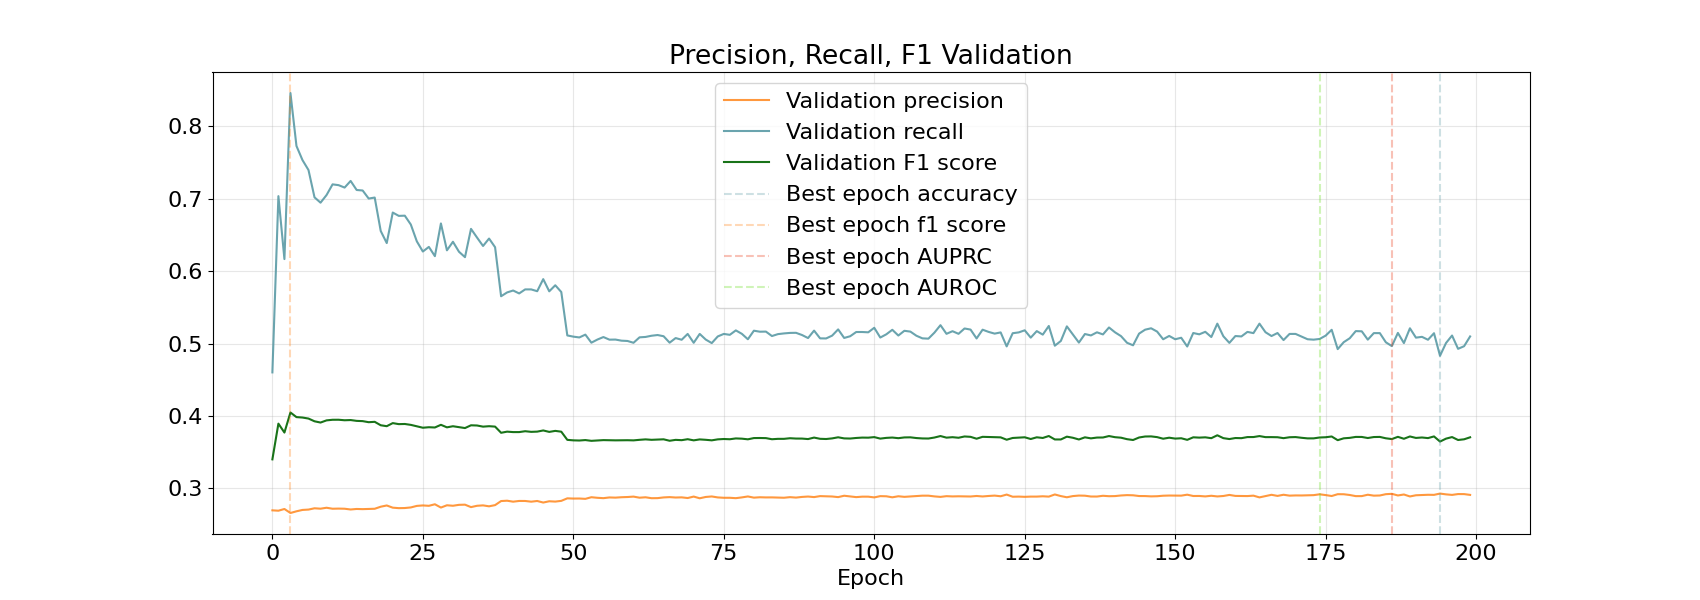 Precision, Recall, F1 Validation
Validation precision
Validation recall
Validation F1 score
Best epoch accuracy
Best epoch f1 score
Best epoch AUPRC
Best epoch AUROC
0.8
0.7
0.6
0.5
0.4
0.3
0 25 50 75 100 125 150 175 200
Epoch